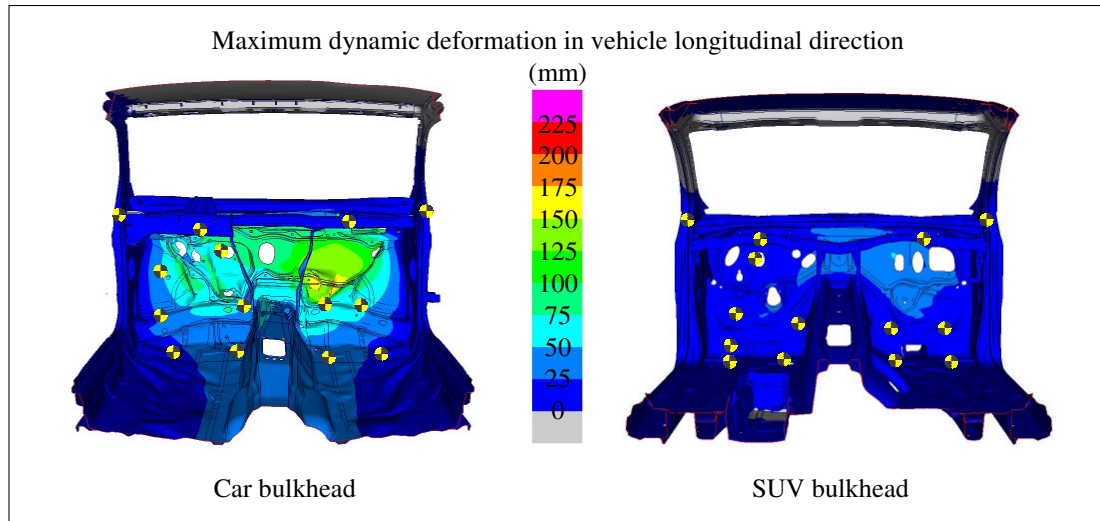 Maximum dynamic deformation in vehicle longitudinal direction
(mm)
225
200
175
150
125
100
75
50
25
0
Car bulkhead
SUV bulkhead